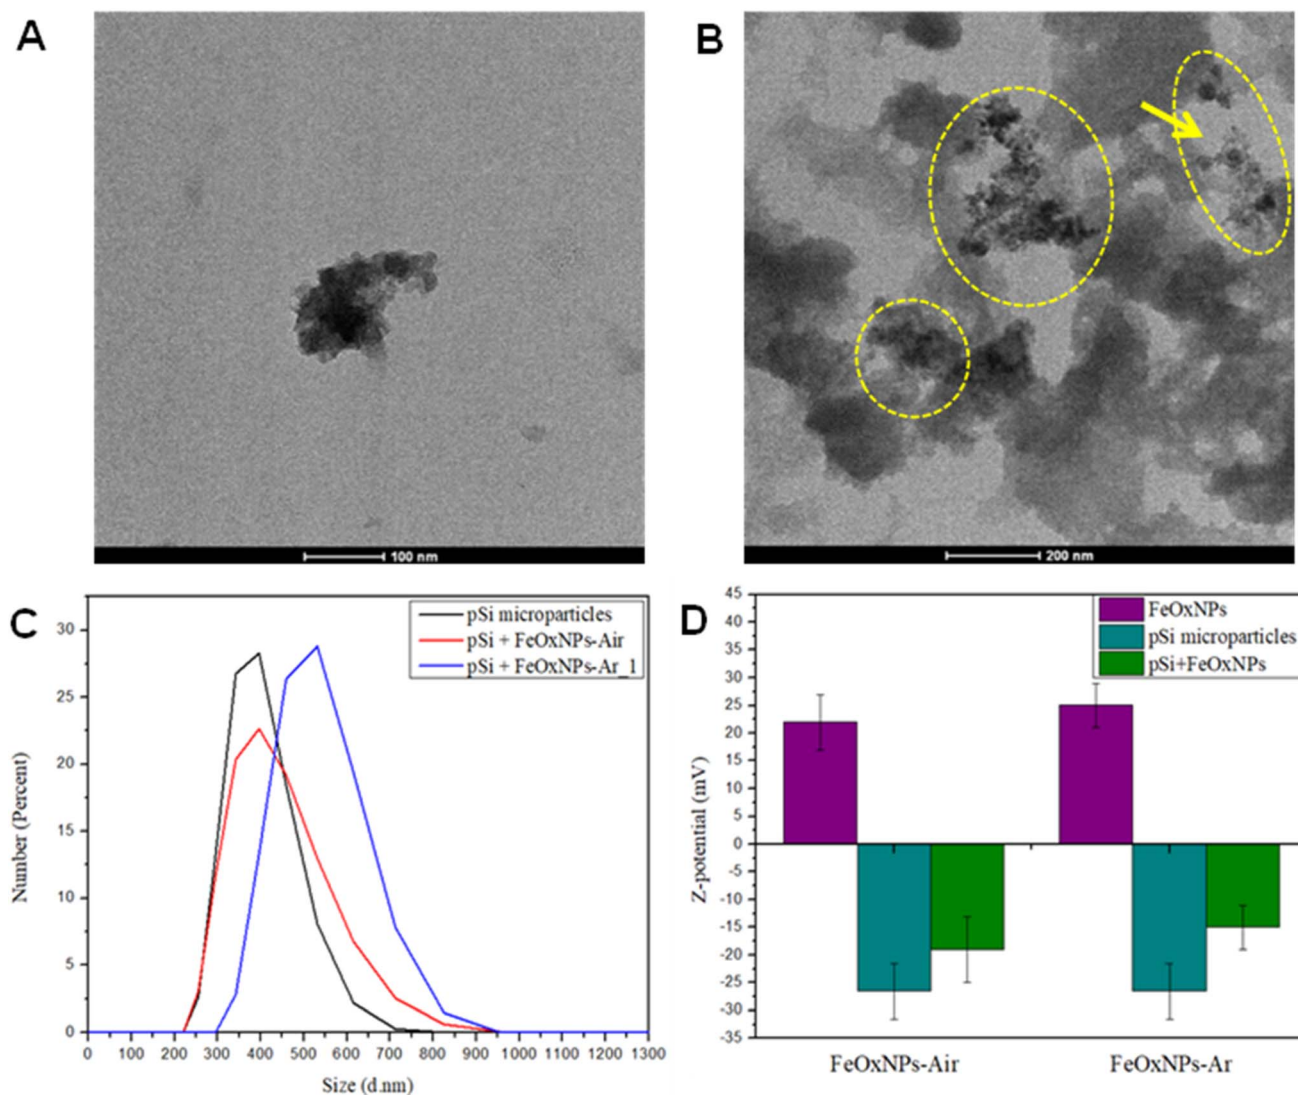 A
B
100 nm
200 nm
C
pSi microparticles
pSi + FeOxNPs-Air
pSi + FeOxNPs-Ar_1
Number (Percent)
30
25
20
15
10
5
0
0 100 200 300 400 500 600 700 800 900 1000 1100 1200 1300
Size (d.nm)
D
FeOxNPs
pSi microparticles
pSi+FeOxNPs
Z-potential (mV)
45
40
35
30
25
20
15
10
5
0
-5
-10
-15
-20
-25
-30
-35
FeOxNPs-Air
FeOxNPs-Ar